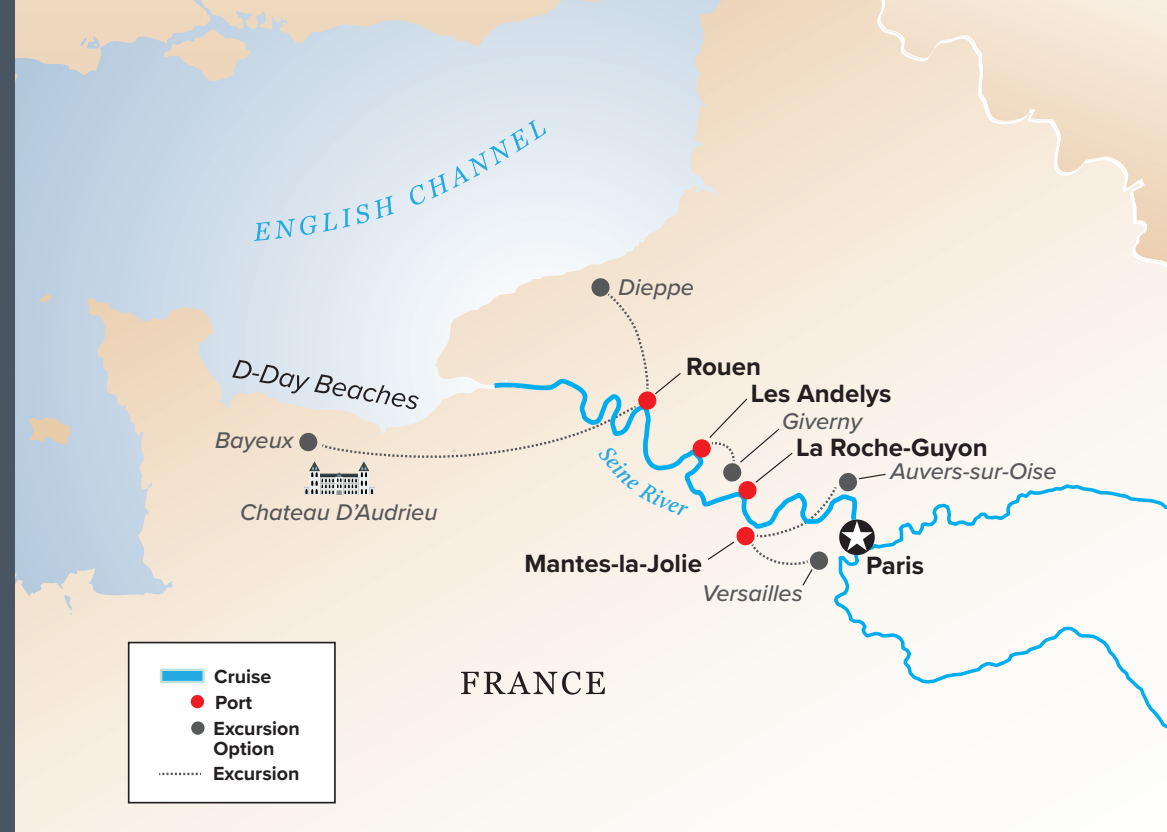 ENGLISH CHANNEL
Dieppe
Rouen
D-Day Beaches
Les Andelys
Giverny
Bayeux
La Roche-Guyon
Seine River
Auvers-sur-Oise
Chateau D'Audrieu
Mantes-la-Jolie
Paris
Versailles
FRANCE
Cruise
Port
Excursion
Option
Excursion